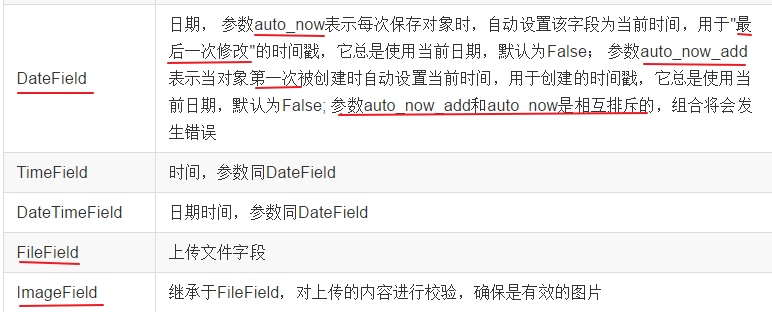 日期， 参数auto_now表示每次保存对象时，自动设置该字段为当前时间，用于"最
后一次修改"的时间戳，它总是使用当前日期，默认为False； 参数auto_now_add
DateField
表示当对象第一次被创建时自动设置当前时间，用于创建的时间戳，它总是使用当
前日期，默认为False; 参数auto_now_add和auto_now是相互排斥的，组合将会发
生错误
TimeField 时间，参数同DateField
DateTimeField 日期时间，参数同DateField
FileField 上传文件字段
ImageField 继承于FileField，对上传的内容进行校验，确保是有效的图片